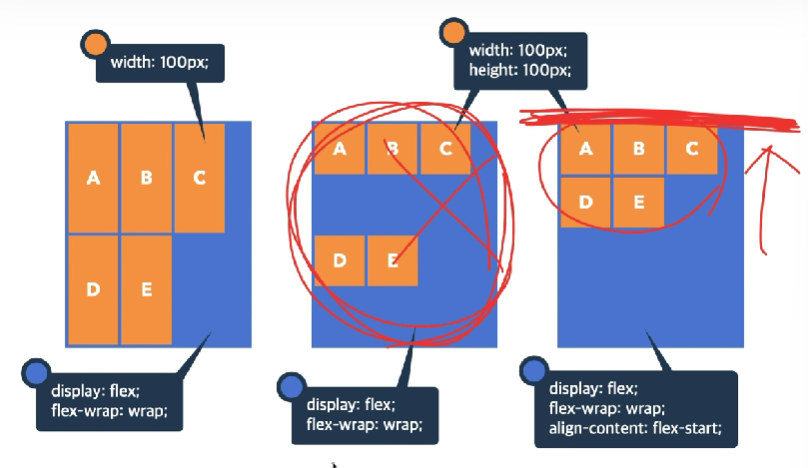 width: 100px;
width: 100px;
height: 100px;
A B C
D E
A B C
D E
A B C
D E
display: flex;
flex-wrap: wrap;
display: flex;
flex-wrap: wrap;
display: flex;
flex-wrap: wrap;
align-content: flex-start;